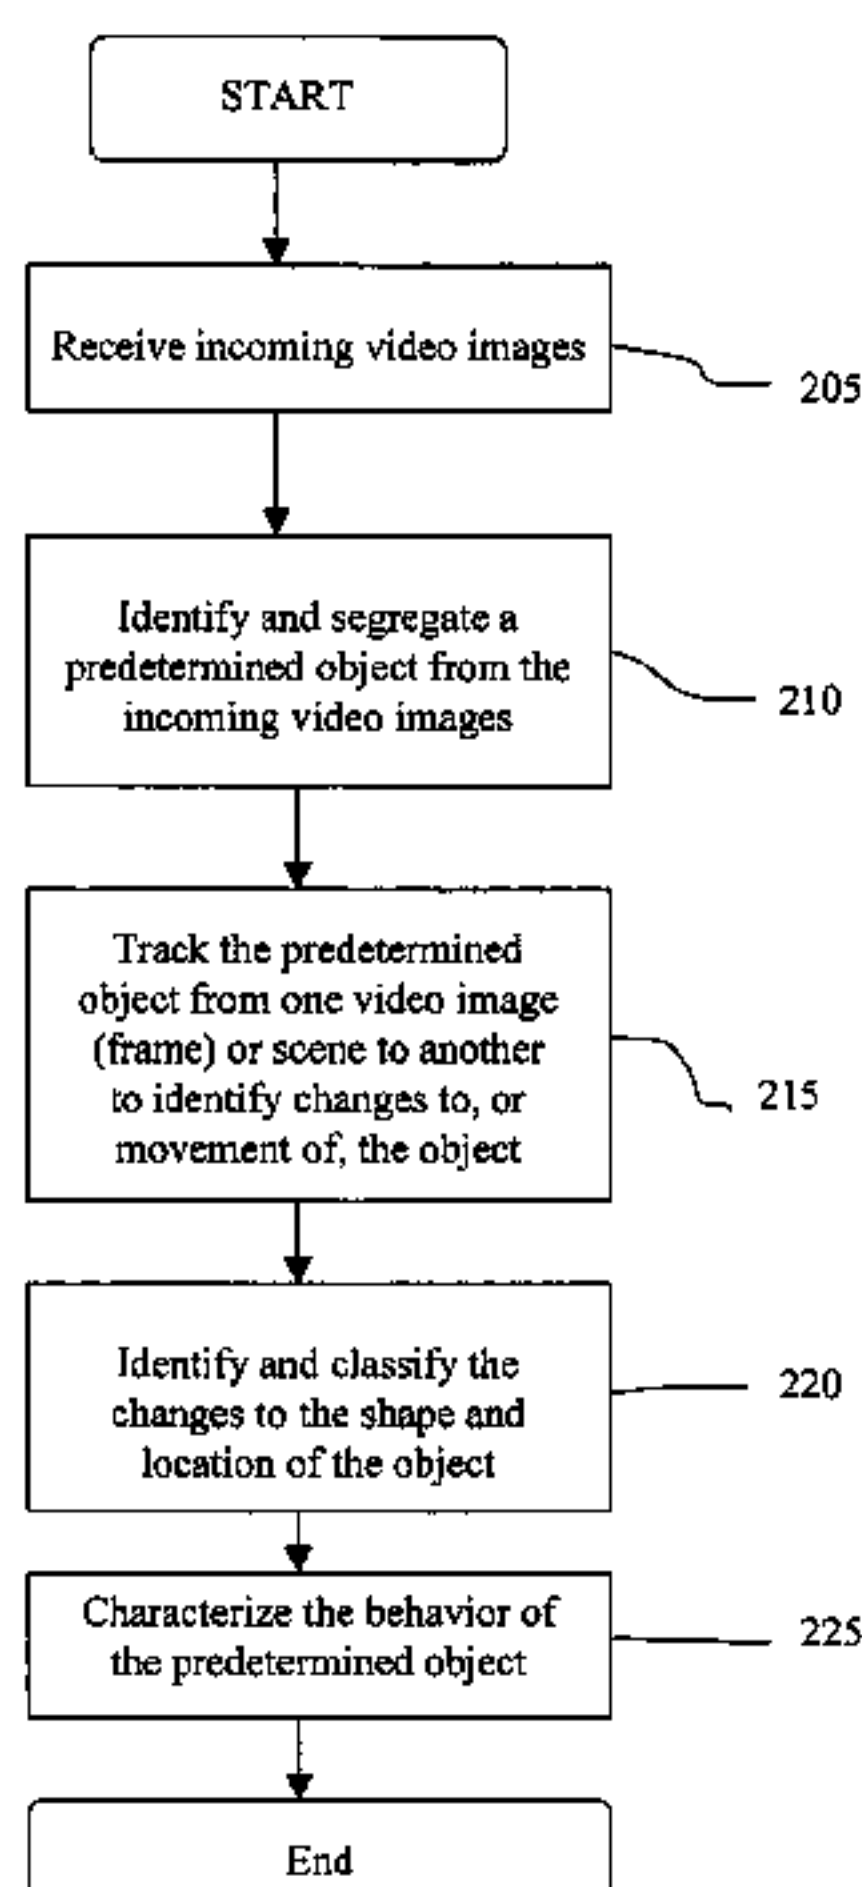 START
Receive incoming video images
205
Identify and segregate a
predetermined object from the
incoming video images
210
Track the predetermined
object from one video image
(frame) or scene to another
to identify changes to, or
movement of, the object
215
Identify and classify the
changes to the shape and
location of the object
220
Characterize the behavior of
the predetermined object
225
End